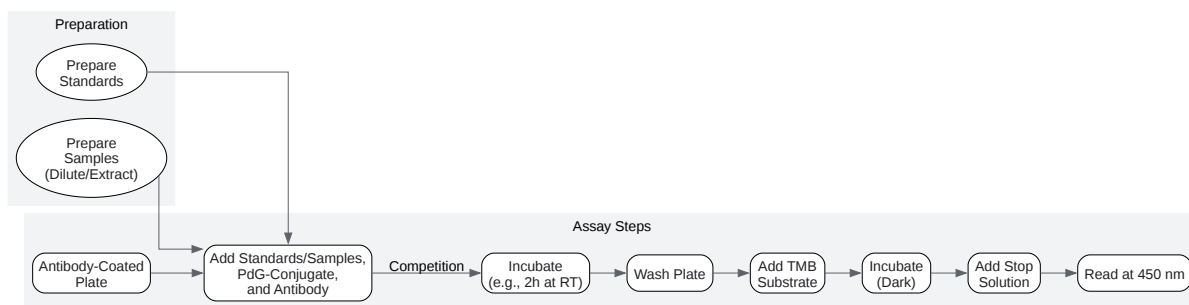 Preparation
Prepare
Standards
Prepare
Samples
(Dilute/Extract)
Assay Steps
Antibody-Coated
Plate
Add Standards/Samples,
PdG-Conjugate,
and Antibody
Competition
Incubate
(e.g., 2h at RT)
Wash Plate
Add TMB
Substrate
Incubate
(Dark)
Add Stop
Solution
Read at 450 nm